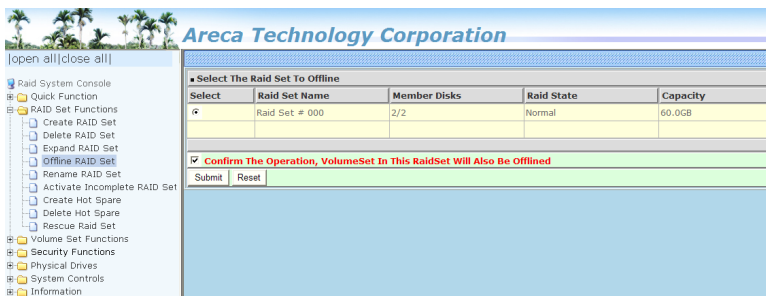 Areca Technology Corporation
|open all|close all|
Raid System Console
Quick Function
RAID Set Functions
Create RAID Set
Delete RAID Set
Expand RAID Set
Offline RAID Set
Rename RAID Set
Activate Incomplete RAID Set
Create Hot Spare
Delete Hot Spare
Rescue Raid Set
Volume Set Functions
Security Functions
Physical Drives
System Controls
Information
Select The Raid Set To Offline
Select Raid Set Name Member Disks Raid State Capacity
Raid Set # 000 2/2 Normal 60.0GB
Confirm The Operation, VolumeSet In This RaidSet Will Also Be Offlined
Submit Reset